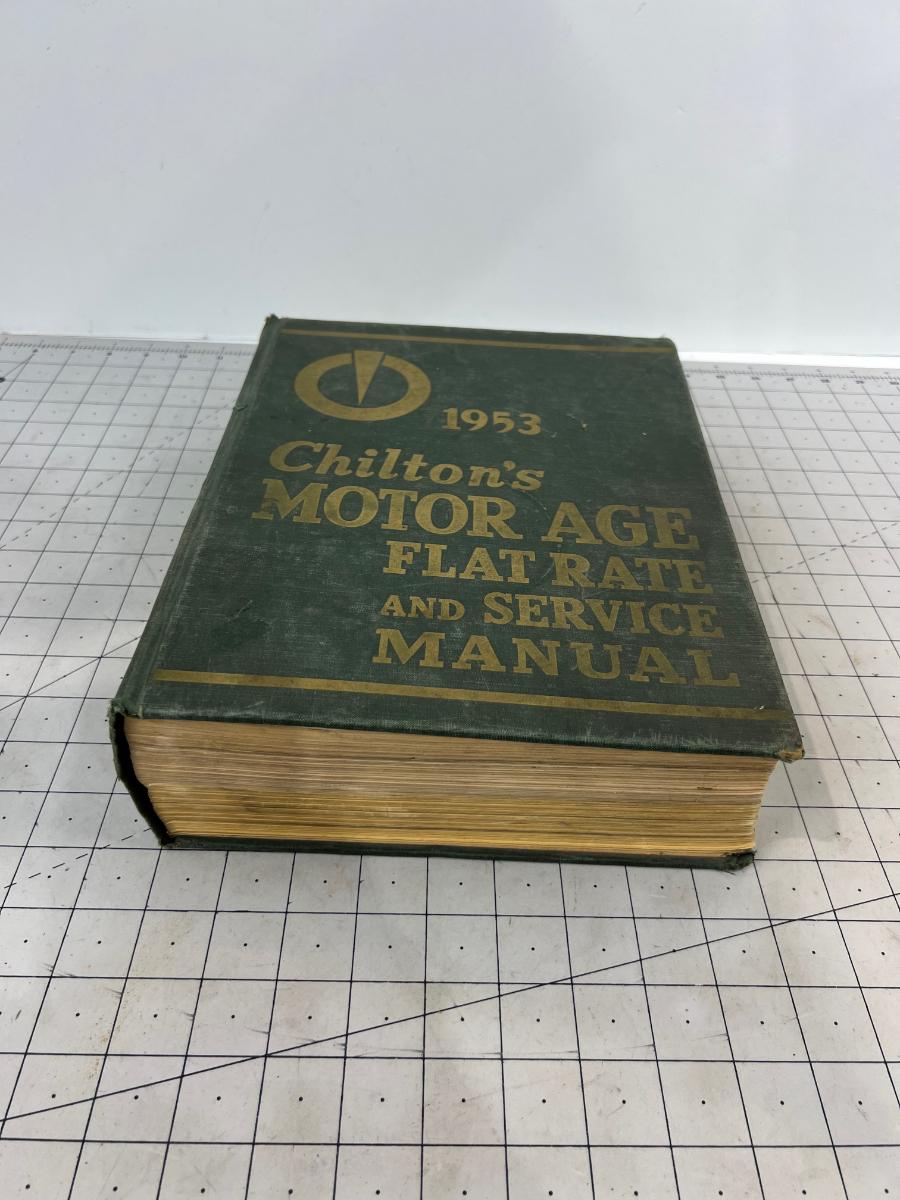 1953
Chilton's
MOTOR AGE
FLAT RATE
AND SERVICE
MANUAL